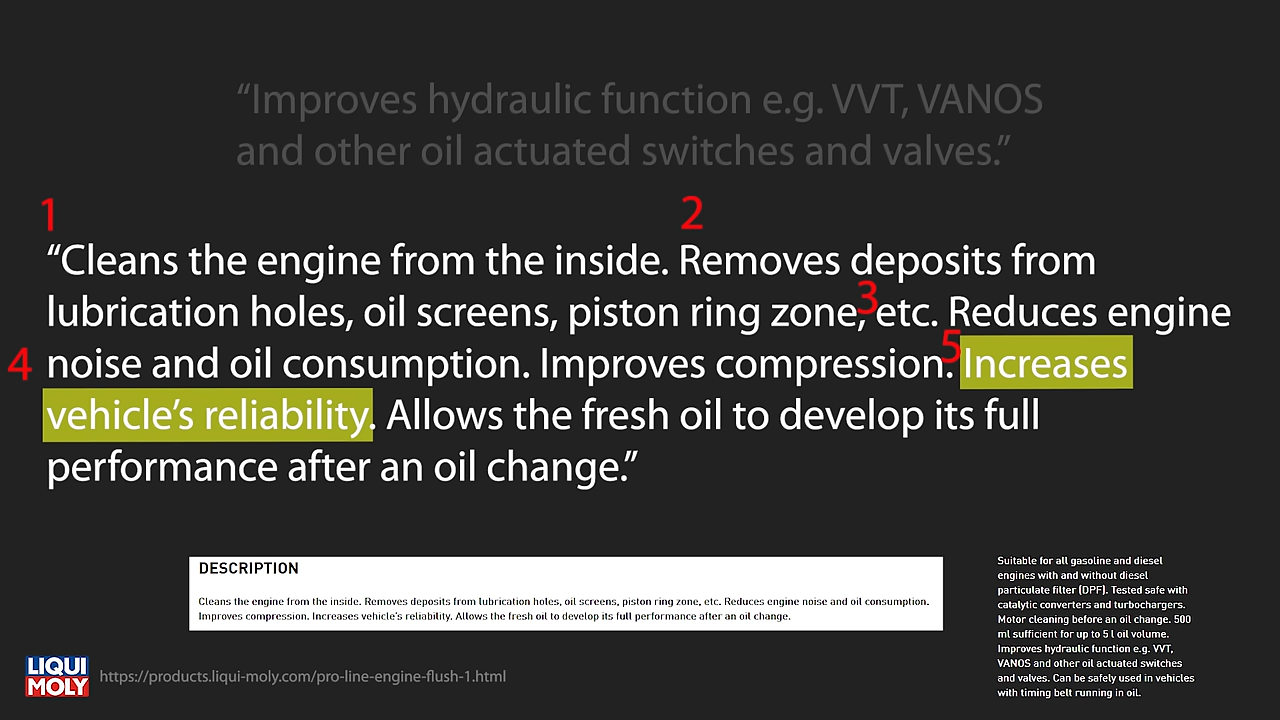 “Improves hydraulic function e.g. VVT, VANOS
and other oil actuated switches and valves.”
1
2
“Cleans the engine from the inside. Removes deposits from
3
lubrication holes, oil screens, piston ring zone, etc. Reduces engine
4
5
noise and oil consumption. Improves compression. Increases
vehicle’s reliability. Allows the fresh oil to develop its full
performance after an oil change.”
DESCRIPTION
Cleans the engine from the inside. Removes deposits from lubrication holes, oil screens, piston ring zone, etc. Reduces engine noise and oil consumption.
Improves compression. Increases vehicle's reliability. Allows the fresh oil to develop its full performance after an oil change.
Suitable for all gasoline and diesel
engines with and without diesel
particulate filter (DPF). Tested safe with
catalytic converters and turbochargers.
Motor cleaning before an oil change. 500
ml sufficient for up to 5 l oil volume.
Improves hydraulic function e.g. VVT,
VANOS and other oil actuated switches
and valves. Can be safely used in vehicles
with timing belt running in oil.
LIQUI
MOLY
https://products.liqui-moly.com/pro-line-engine-flush-1.html